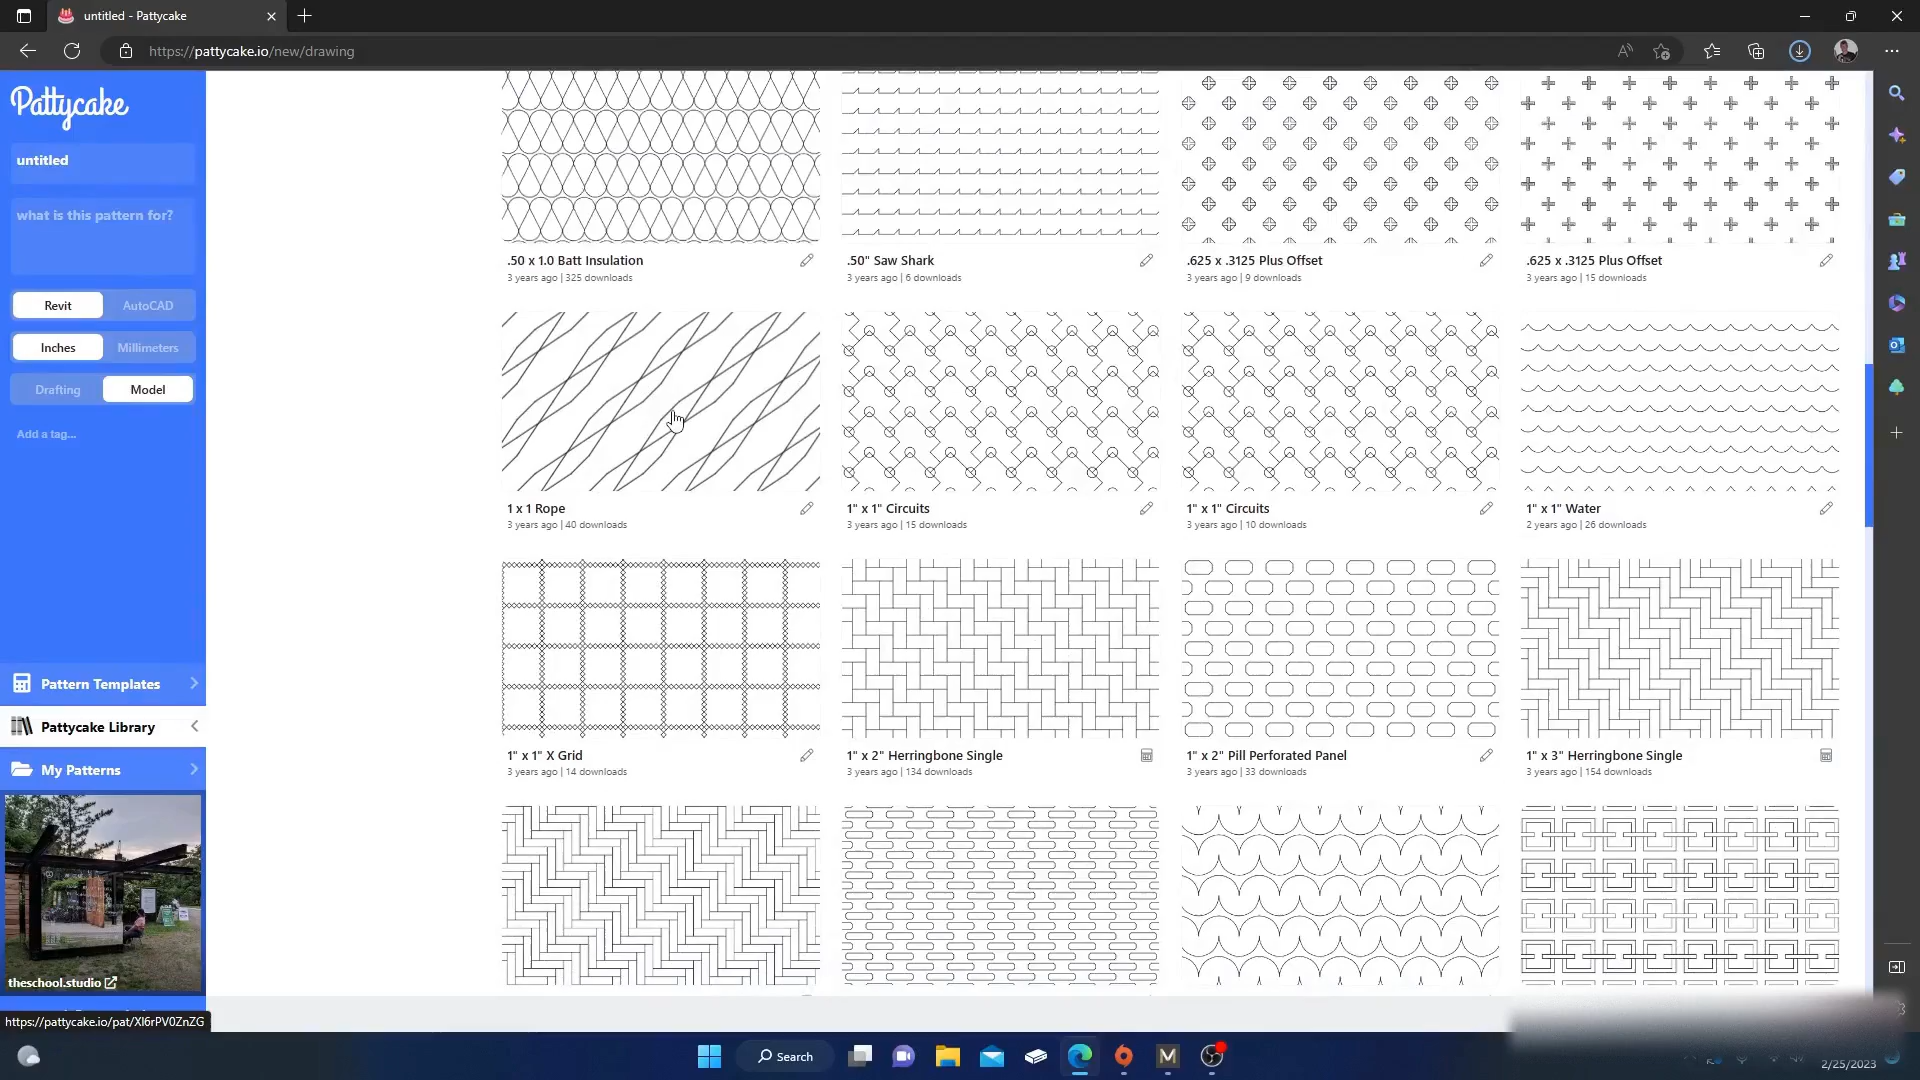 untitled - Pattycake
https://pattycake.io/new/drawing
Pattycake
untitled
what is this pattern for?
Revit
AutoCAD
Inches
Millimeters
Drafting
Model
Add a tag...
Pattern Templates
Pattycake Library
My Patterns
theschool.studio
https://pattycake.io/pat/XI6rPV0ZnZG
.50 x 1.0 Batt Insulation
3 years ago | 325 downloads
.50" Saw Shark
3 years ago | 6 downloads
.625 x .3125 Plus Offset
3 years ago | 9 downloads
.625 x .3125 Plus Offset
3 years ago | 15 downloads
1 x 1 Rope
3 years ago | 40 downloads
1" x 1" Circuits
3 years ago | 15 downloads
1" x 1" Circuits
3 years ago | 10 downloads
1" x 1" Water
2 years ago | 26 downloads
1" x 1" X Grid
3 years ago | 14 downloads
1" x 2" Herringbone Single
3 years ago | 134 downloads
1" x 2" Pill Perforated Panel
3 years ago | 33 downloads
1" x 3" Herringbone Single
3 years ago | 154 downloads
Search
2/25/2023